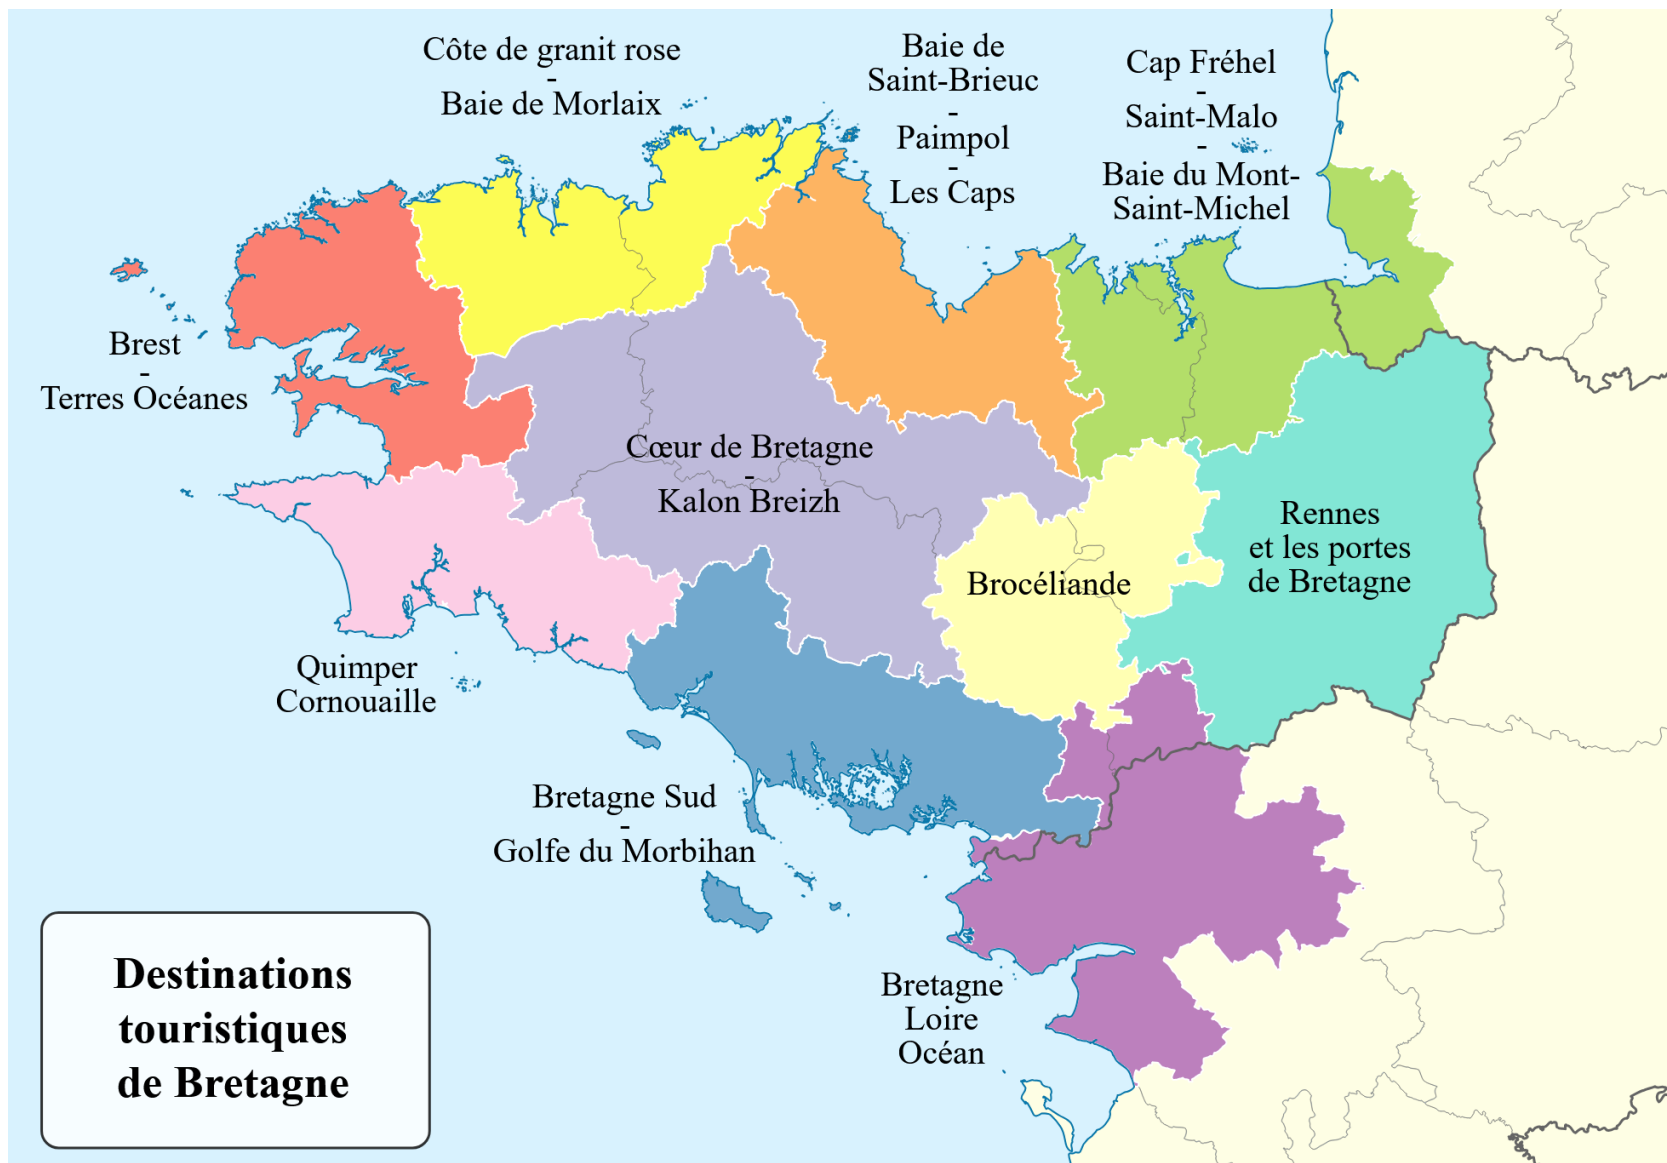 Côte de granit rose
-
Baie de Morlaix
Baie de
Saint-Brieuc
-
Paimpol
-
Les Caps
Cap Fréhel
-
Saint-Malo
-
Baie du Mont-
Saint-Michel
Brest
-
Terres Océanes
Cœur de Bretagne
-
Kalon Breizh
Rennes
et les portes
de Bretagne
Brocéliande
Quimper
Cornouaille
Bretagne Sud
-
Golfe du Morbihan
Bretagne
Loire
Océan
Destinations
touristiques
de Bretagne